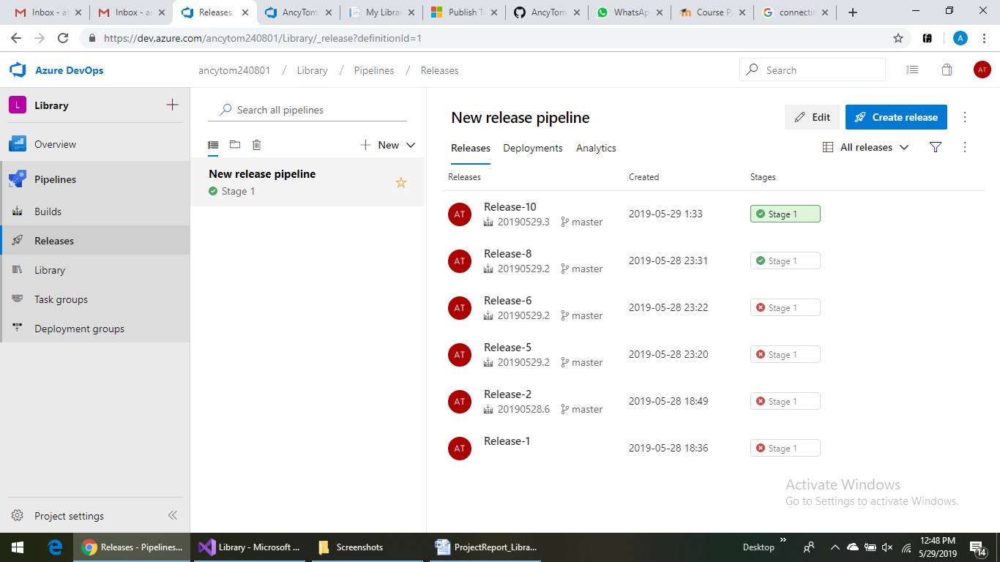 Inbox - a
Inbox - a
Releases
AncyTom
My Libra
Publish T
AncyTom
WhatsAp
Course P
connecti
https://dev.azure.com/ancytom240801/Library/_release?definitionId=1
A
Azure DevOps
ancytom240801 / Library / Pipelines / Releases
Search
AT
L Library
Overview
Pipelines
Builds
Releases
Library
Task groups
Deployment groups
Project settings
Search all pipelines
New
New release pipeline
Stage 1
New release pipeline
Edit
Create release
Releases Deployments Analytics
All releases
Releases Created Stages
AT Release-10 2019-05-29 1:33 Stage 1
20190529.3 master
AT Release-8 2019-05-28 23:31 Stage 1
20190529.2 master
AT Release-6 2019-05-28 23:22 Stage 1
20190529.2 master
AT Release-5 2019-05-28 23:20 Stage 1
20190529.2 master
AT Release-2 2019-05-28 18:49 Stage 1
20190528.6 master
AT Release-1 2019-05-28 18:36 Stage 1
Activate Windows
Go to Settings to activate Windows.
Releases - Pipelines...
Library - Microsoft ...
Screenshots
ProjectReport_Libra...
Desktop
12:48 PM
5/29/2019
14